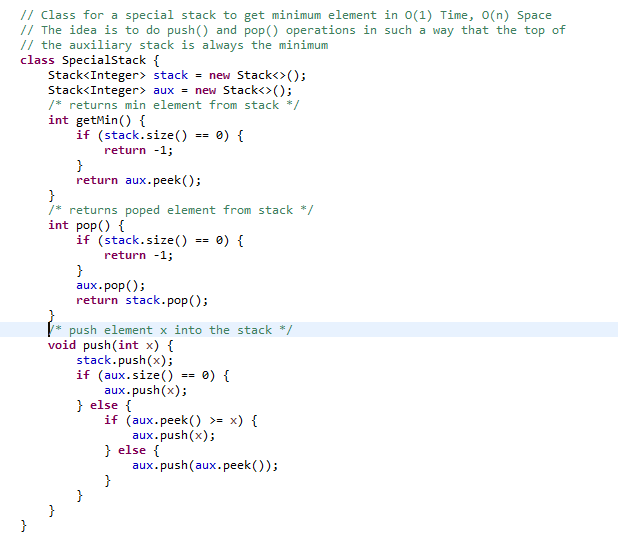 // Class for a special stack to get minimum element in O(1) Time, O(n) Space
// The idea is to do push() and pop() operations in such a way that the top of
// the auxiliary stack is always the minimum
class SpecialStack {
    Stack<Integer> stack = new Stack<>();
    Stack<Integer> aux = new Stack<>();
    /* returns min element from stack */
    int getMin() {
        if (stack.size() == 0) {
            return -1;
        }
        return aux.peek();
    }
    /* returns poped element from stack */
    int pop() {
        if (stack.size() == 0) {
            return -1;
        }
        aux.pop();
        return stack.pop();
    }
    /* push element x into the stack */
    void push(int x) {
        stack.push(x);
        if (aux.size() == 0) {
            aux.push(x);
        } else {
            if (aux.peek() >= x) {
                aux.push(x);
            } else {
                aux.push(aux.peek());
            }
        }
    }
}